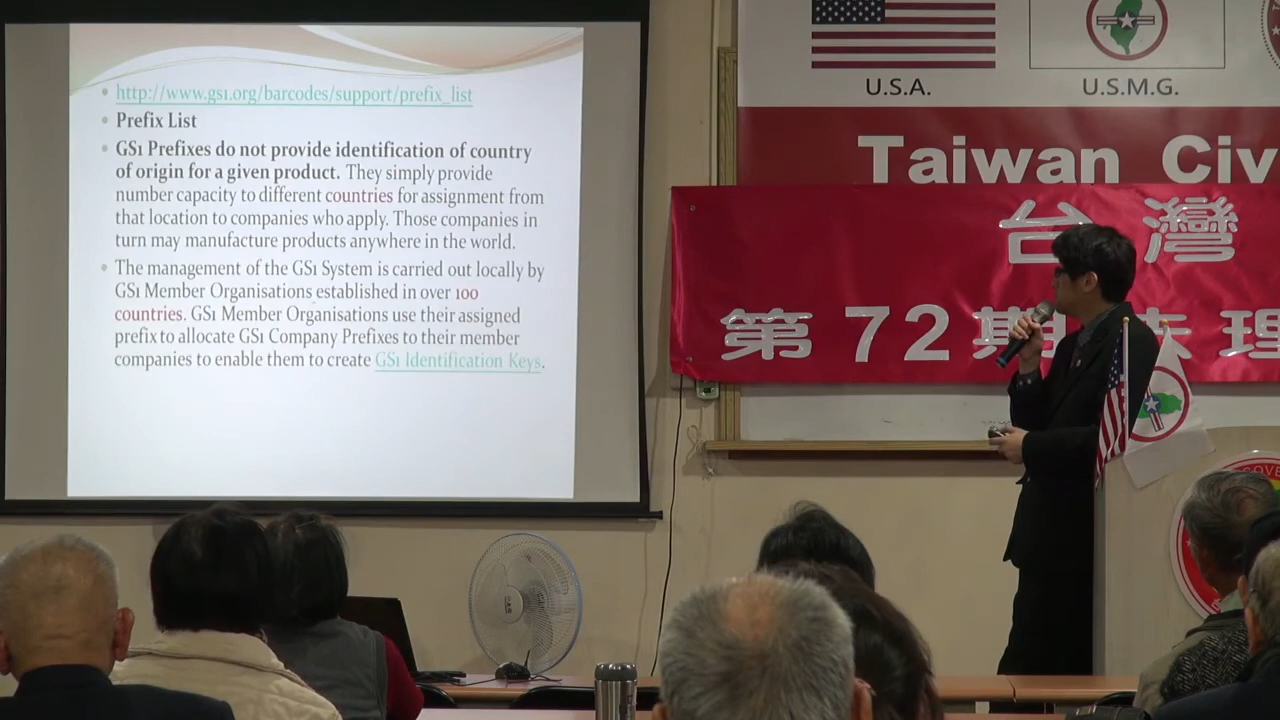 http://www.gs1.org/barcodes/support/prefix_list
Prefix List
GS1 Prefixes do not provide identification of country
of origin for a given product. They simply provide
number capacity to different countries for assignment from
that location to companies who apply. Those companies in
turn may manufacture products anywhere in the world.
The management of the GS1 System is carried out locally by
GS1 Member Organisations established in over 100
countries. GS1 Member Organisations use their assigned
prefix to allocate GS1 Company Prefixes to their member
companies to enable them to create GS1 Identification Keys.
U.S.A.
U.S.M.G.
Taiwan Civ
台灣
第72期法理